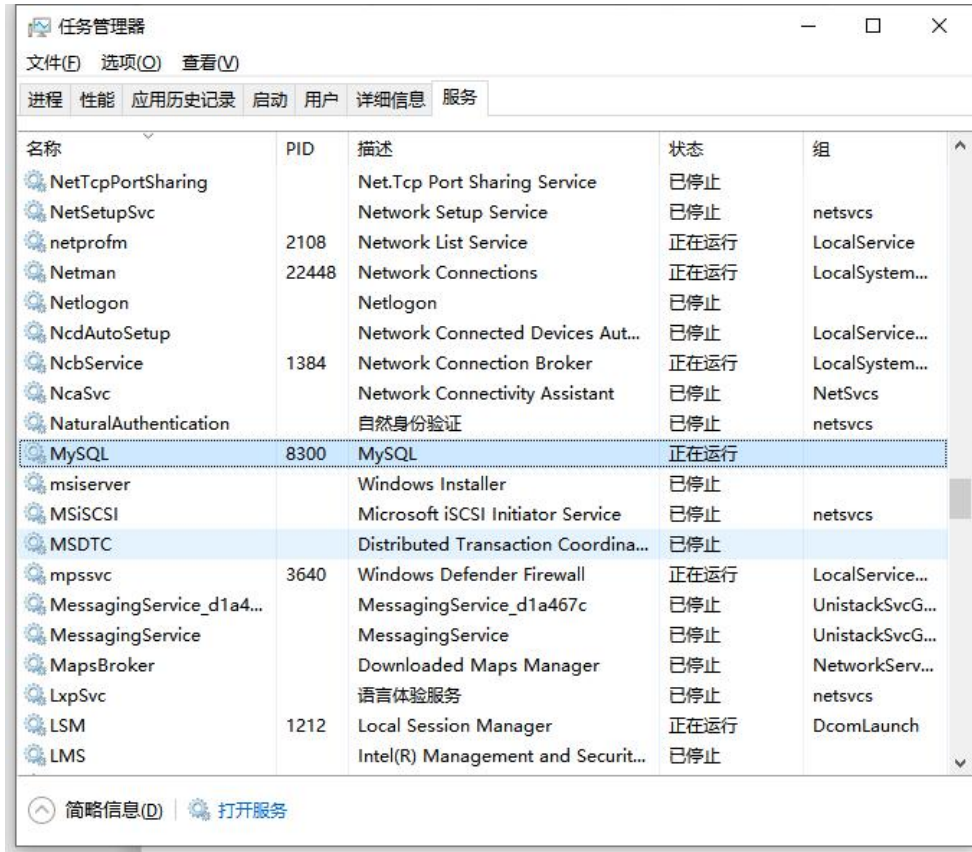 任务管理器
文件(F) 选项(O) 查看(V)
进程 性能 应用历史记录 启动 用户 详细信息 服务
名称 PID 描述 状态 组
NetTcpPortSharing Net.Tcp Port Sharing Service 已停止
NetSetupSvc Network Setup Service 已停止 netsvcs
netprofm 2108 Network List Service 正在运行 LocalService
Netman 22448 Network Connections 正在运行 LocalSystem...
Netlogon Netlogon 已停止
NcdAutoSetup Network Connected Devices Aut... 已停止 LocalService...
NcbService 1384 Network Connection Broker 正在运行 LocalSystem...
NcaSvc Network Connectivity Assistant 已停止 NetSvcs
NaturalAuthentication 自然身份验证 已停止 netsvcs
MySQL 8300 MySQL 正在运行
msiserver Windows Installer 已停止
MSiSCSI Microsoft iSCSI Initiator Service 已停止 netsvcs
MSDTC Distributed Transaction Coordina... 已停止
mpssvc 3640 Windows Defender Firewall 正在运行 LocalService...
MessagingService_d1a4... MessagingService_d1a467c 已停止 UnistackSvcG...
MessagingService MessagingService 已停止 UnistackSvcG...
MapsBroker Downloaded Maps Manager 已停止 NetworkServ...
LxpSvc 语言体验服务 已停止 netsvcs
LSM 1212 Local Session Manager 正在运行 DcomLaunch
LMS Intel(R) Management and Securit... 已停止
简略信息(D) 打开服务